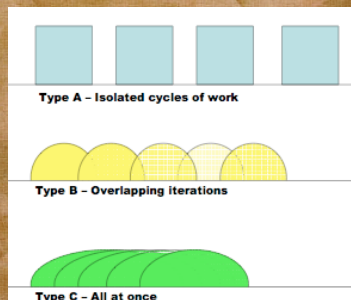 Type A – Isolated cycles of work
Type B – Overlapping iterations
Type C – All at once